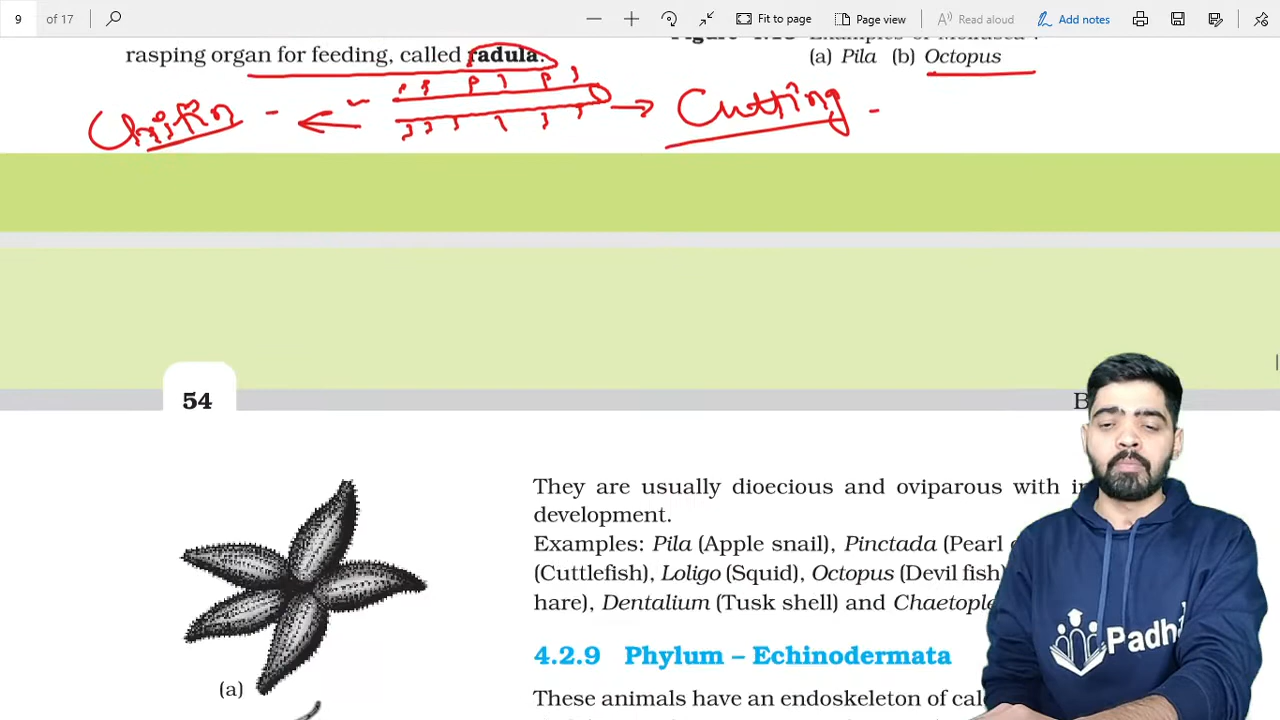 9 of 17
Fit to page
Page view
Read aloud
Add notes
rasping organ for feeding, called radula.
(a) Pila (b) Octopus
Chitin - ←
→ Cutting -
54
They are usually dioecious and oviparous with
development.
Examples: Pila (Apple snail), Pinctada (Pearl
(Cuttlefish), Loligo (Squid), Octopus (Devil fish)
hare), Dentalium (Tusk shell) and
4.2.9 Phylum – Echinodermata
These animals have an endoskeleton of
(a)
Padh